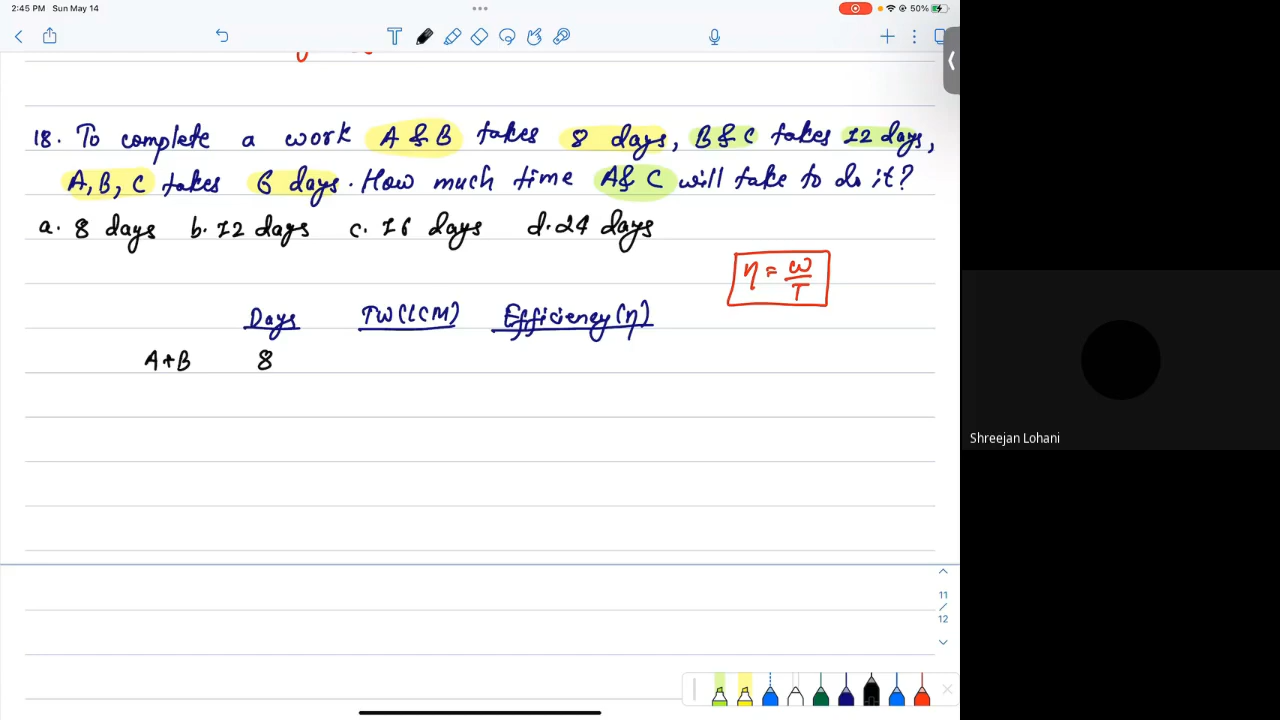 2:45 PM Sun May 14
50%
18. To complete a work A & B takes 8 days, B & C takes 12 days,
A, B, C takes 6 days. How much time A & C will take to do it?
a. 8 days b. 12 days c. 16 days d. 24 days
η = ω/T
Days TW(LCM) Efficiency(η)
A+B 8
Shreejan Lohani
11
/
12